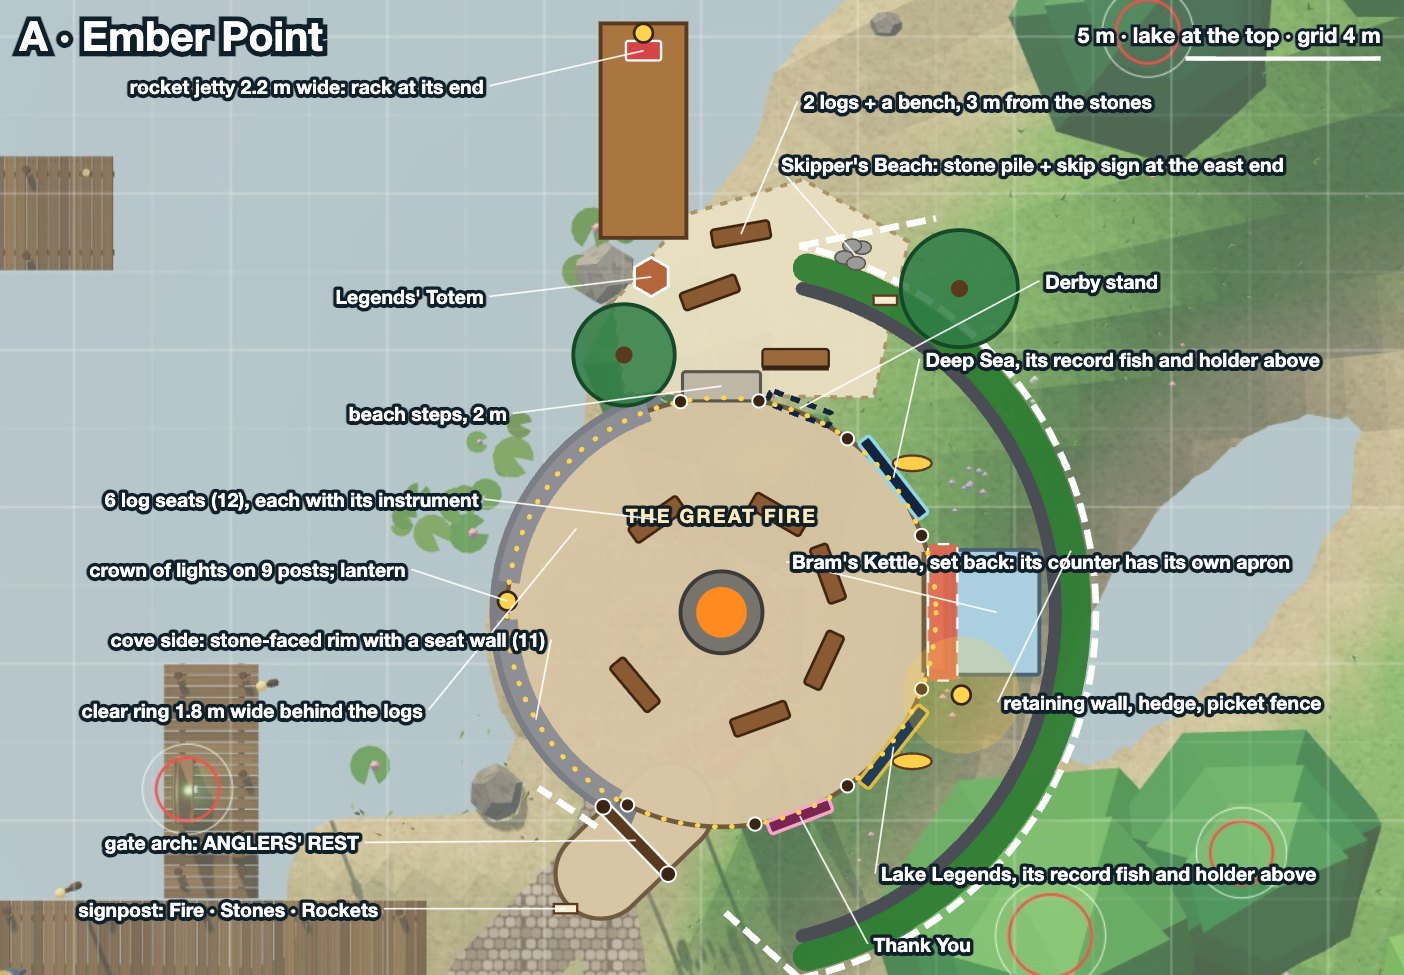 A • Ember Point
5 m • lake at the top • grid 4 m
rocket jetty 2.2 m wide: rack at its end
2 logs + a bench, 3 m from the stones
Skipper's Beach: stone pile + skip sign at the east end
Legends' Totem
Derby stand
Deep Sea, its record fish and holder above
beach steps, 2 m
6 log seats (12), each with its instrument
THE GREAT FIRE
crown of lights on 9 posts; lantern
Bram's Kettle, set back: its counter has its own apron
cove side: stone-faced rim with a seat wall (11)
clear ring 1.8 m wide behind the logs
retaining wall, hedge, picket fence
gate arch: ANGLERS' REST
Lake Legends, its record fish and holder above
signpost: Fire • Stones • Rockets
Thank You